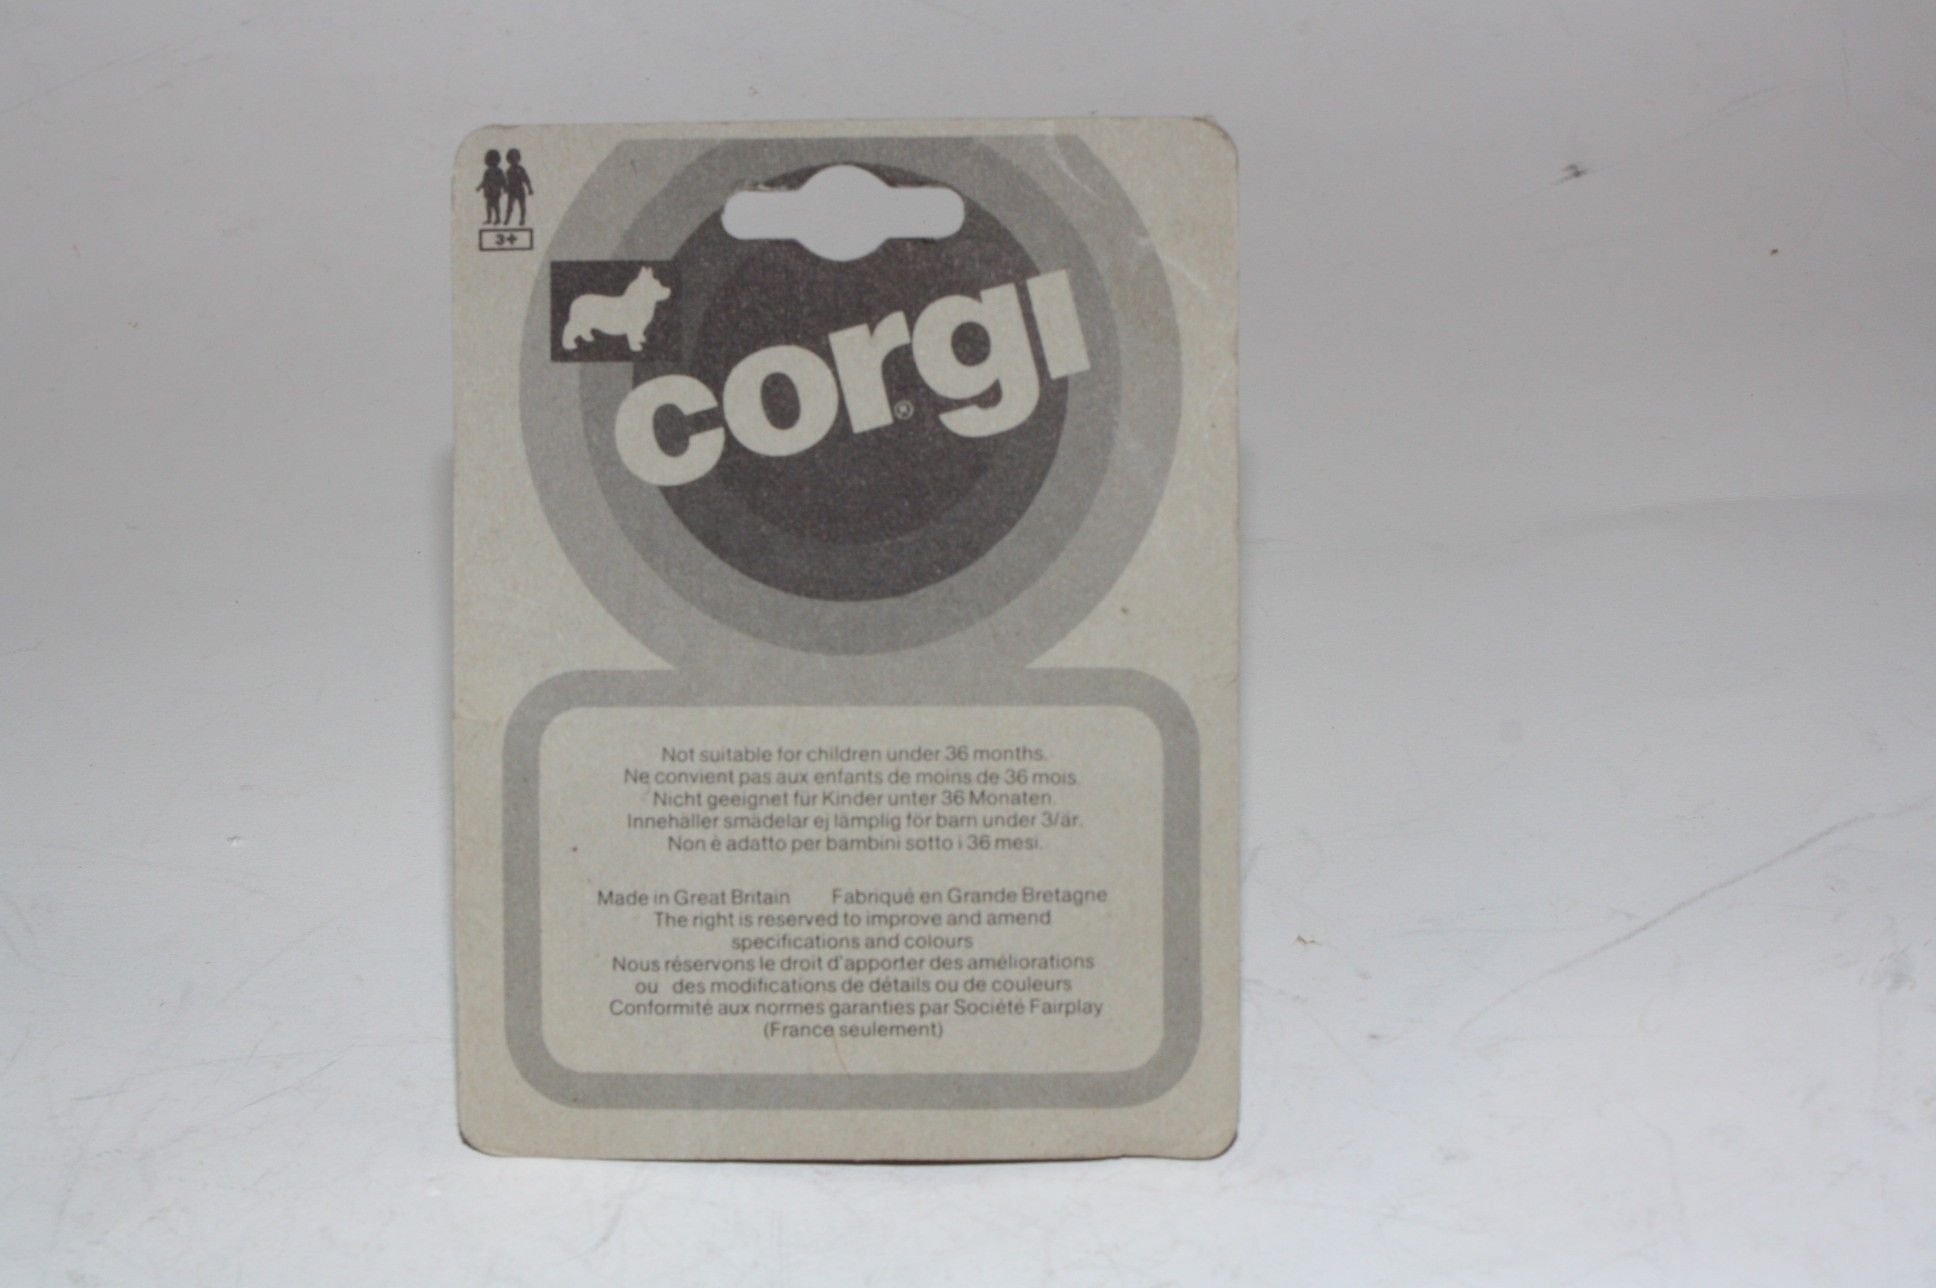 3+
corgi
®
Not suitable for children under 36 months.
Ne convient pas aux enfants de moins de 36 mois.
Nicht geeignet für Kinder unter 36 Monaten.
Innehåller smådelar ej lämplig för barn under 3/år.
Non è adatto per bambini sotto i 36 mesi.
Made in Great Britain Fabriqué en Grande Bretagne
The right is reserved to improve and amend
specifications and colours
Nous réservons le droit d'apporter des améliorations
ou des modifications de détails ou de couleurs
Conformité aux normes garanties par Société Fairplay
(France seulement)